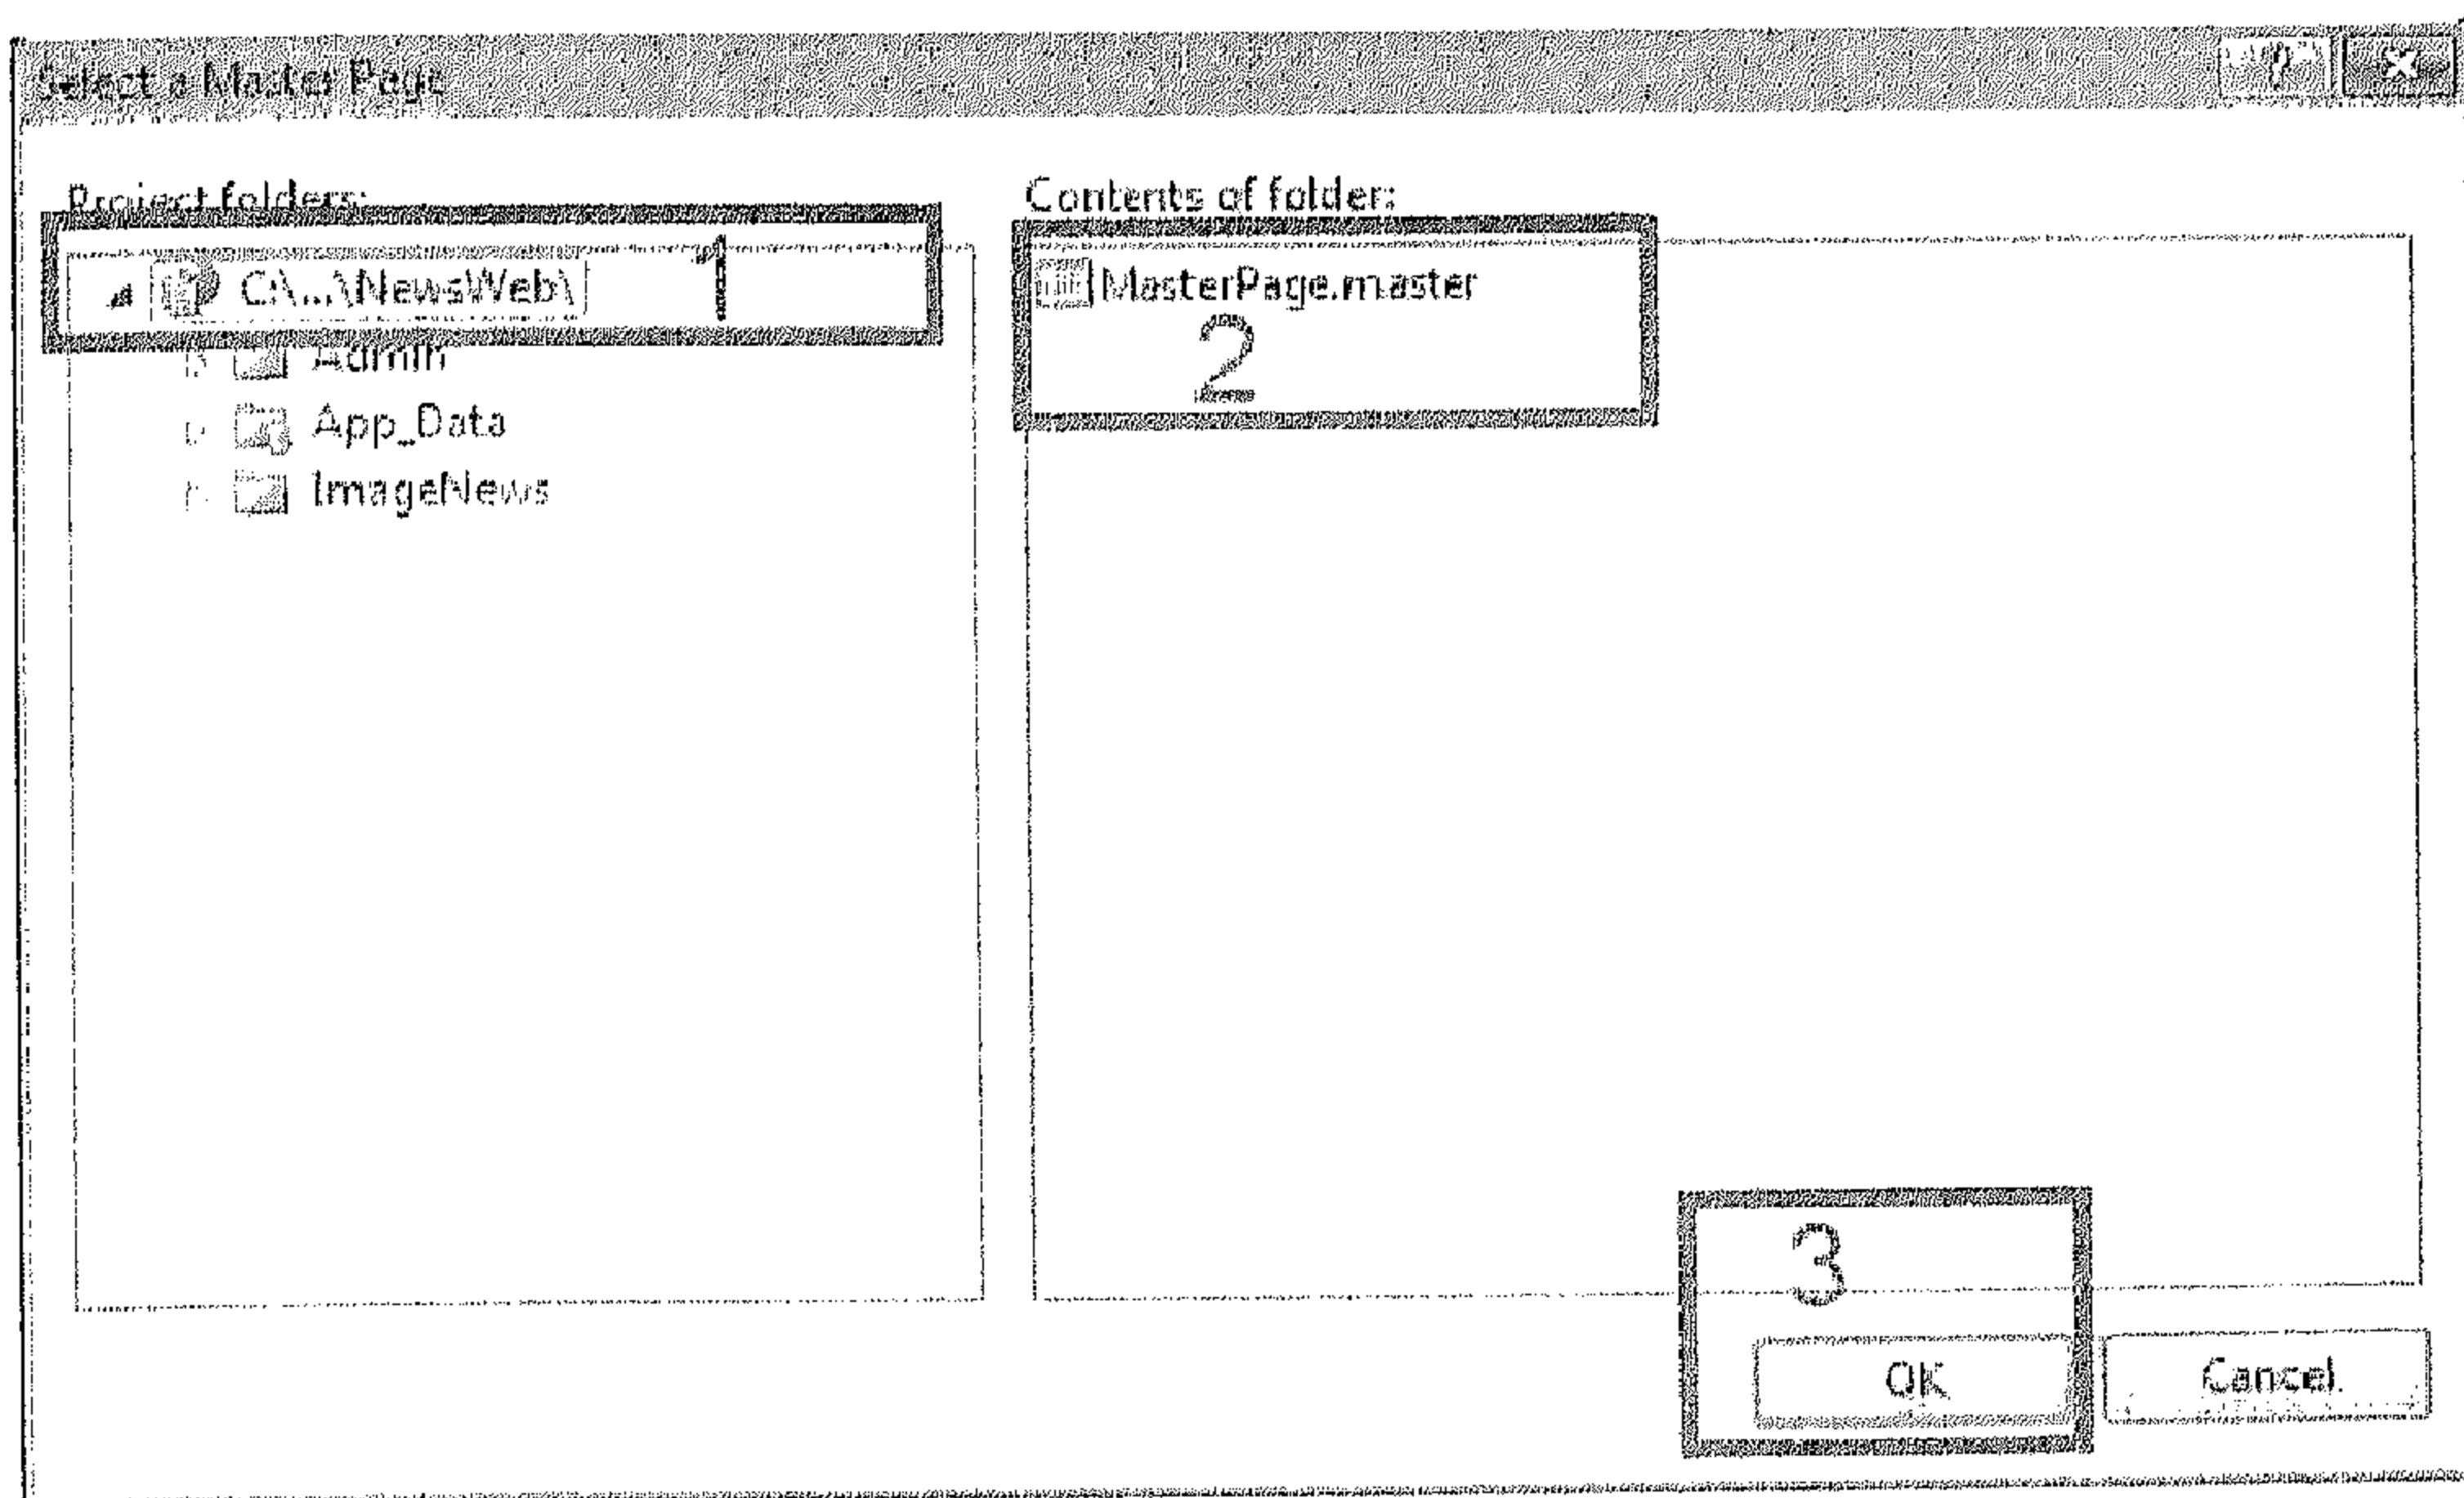 Select a Master Page
Project folders:
C:\...\NewsWeb\ 1
Admin
App_Data
ImageNews
Contents of folder:
MasterPage.master
2
3
OK
Cancel